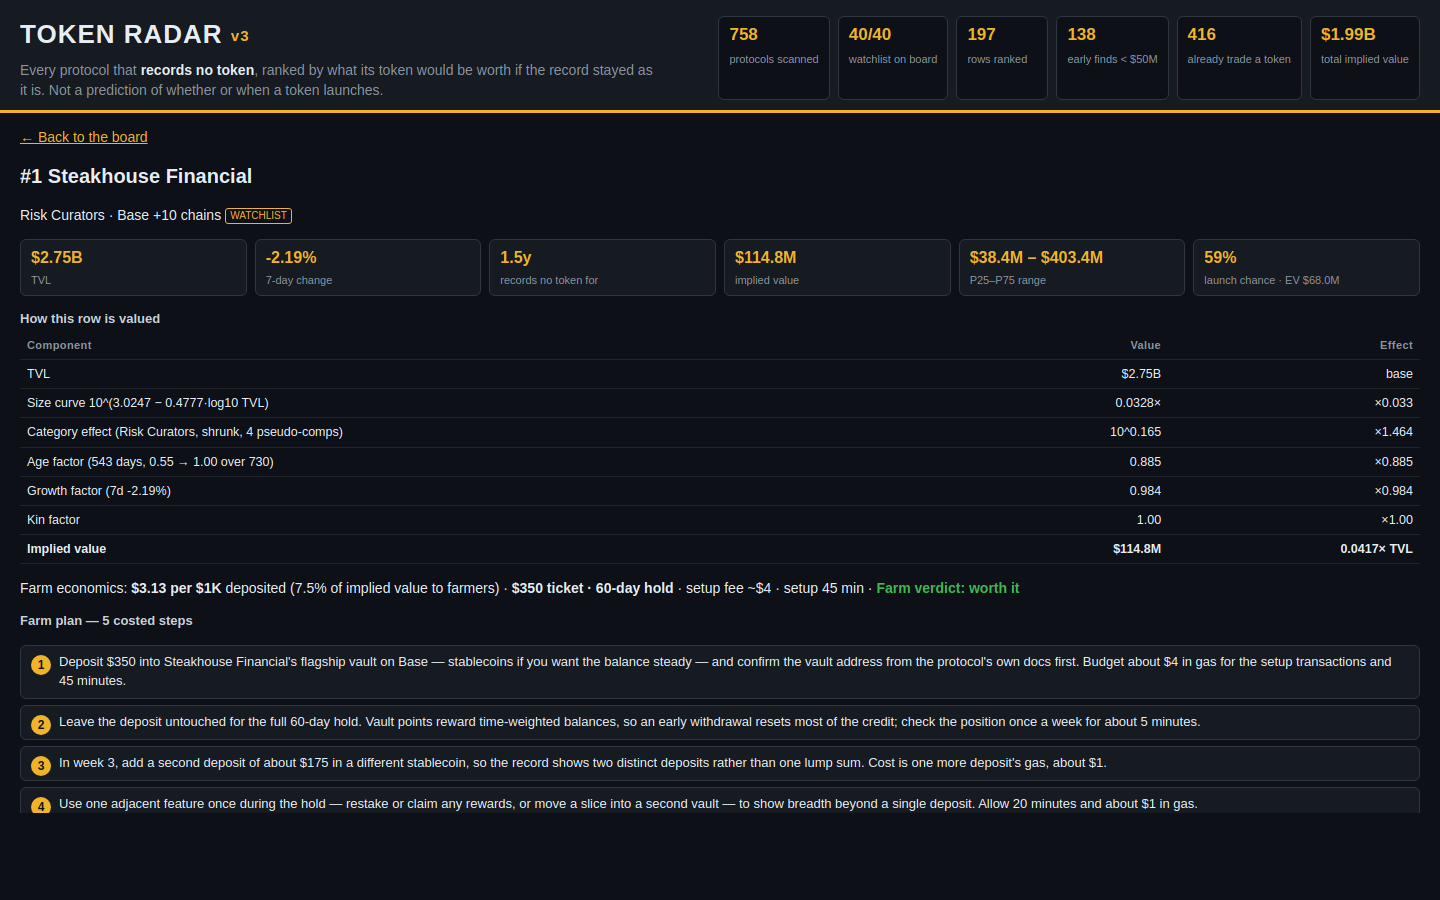 TOKEN RADAR v3
Every protocol that records no token, ranked by what its token would be worth if the record stayed as
it is. Not a prediction of whether or when a token launches.
758
protocols scanned
40/40
watchlist on board
197
rows ranked
138
early finds < $50M
416
already trade a token
$1.99B
total implied value
← Back to the board
#1 Steakhouse Financial
Risk Curators · Base +10 chains WATCHLIST
$2.75B
TVL
-2.19%
7-day change
1.5y
records no token for
$114.8M
implied value
$38.4M – $403.4M
P25–P75 range
59%
launch chance · EV $68.0M
How this row is valued
Component Value Effect
TVL $2.75B base
Size curve 10^(3.0247 − 0.4777·log10 TVL) 0.0328× ×0.033
Category effect (Risk Curators, shrunk, 4 pseudo-comps) 10^0.165 ×1.464
Age factor (543 days, 0.55 → 1.00 over 730) 0.885 ×0.885
Growth factor (7d -2.19%) 0.984 ×0.984
Kin factor 1.00 ×1.00
Implied value $114.8M 0.0417× TVL
Farm economics: $3.13 per $1K deposited (7.5% of implied value to farmers) · $350 ticket · 60-day hold · setup fee ~$4 · setup 45 min · Farm verdict: worth it
Farm plan — 5 costed steps
1 Deposit $350 into Steakhouse Financial's flagship vault on Base — stablecoins if you want the balance steady — and confirm the vault address from the protocol's own docs first. Budget about $4 in gas for the setup transactions and
45 minutes.
2 Leave the deposit untouched for the full 60-day hold. Vault points reward time-weighted balances, so an early withdrawal resets most of the credit; check the position once a week for about 5 minutes.
3 In week 3, add a second deposit of about $175 in a different stablecoin, so the record shows two distinct deposits rather than one lump sum. Cost is one more deposit's gas, about $1.
4 Use one adjacent feature once during the hold — restake or claim any rewards, or move a slice into a second vault — to show breadth beyond a single deposit. Allow 20 minutes and about $1 in gas.